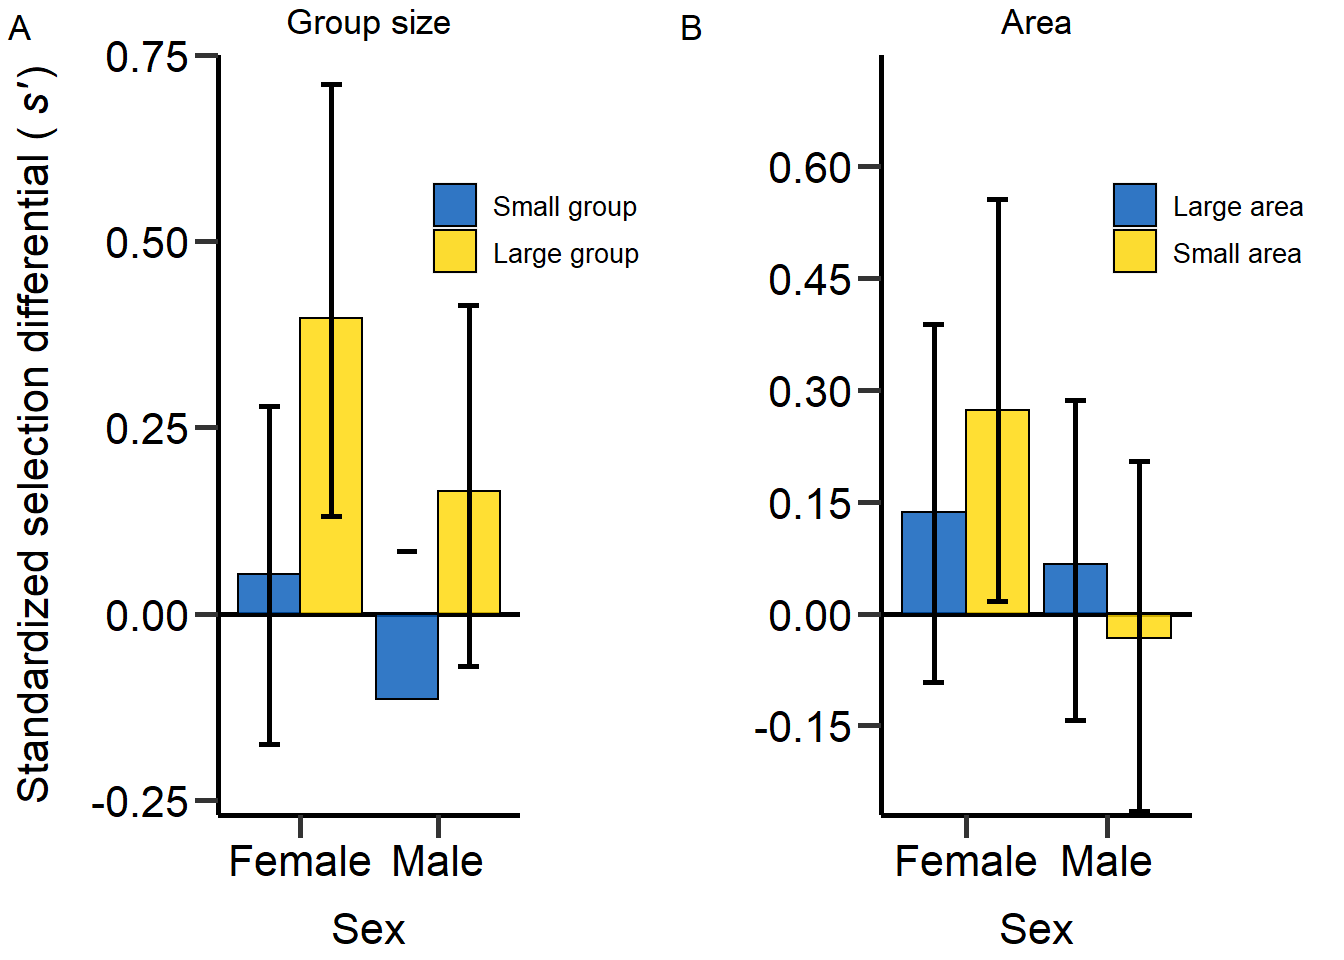 A
Group size
Standardized selection differential ( s′)
0.75
0.50
0.25
0.00
-0.25
Small group
Large group
Female
Male
Sex
B
Area
0.60
0.45
0.30
0.15
0.00
-0.15
Large area
Small area
Female
Male
Sex